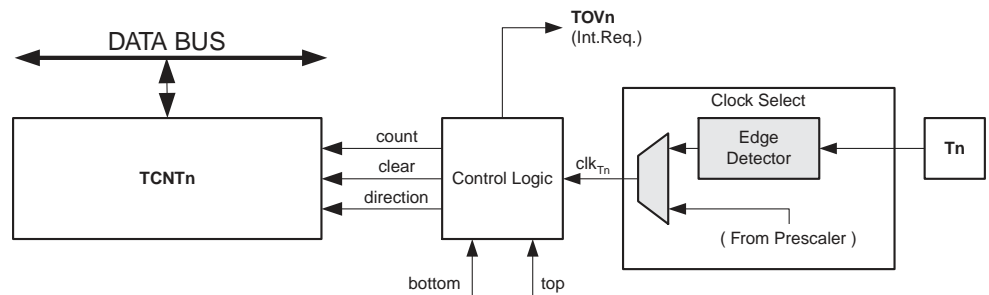 TOVn
(Int.Req.)
DATA BUS
Clock Select
count
Edge
Detector
Tn
TCNTn
clear
Control Logic
clkTn
direction
( From Prescaler )
bottom
top